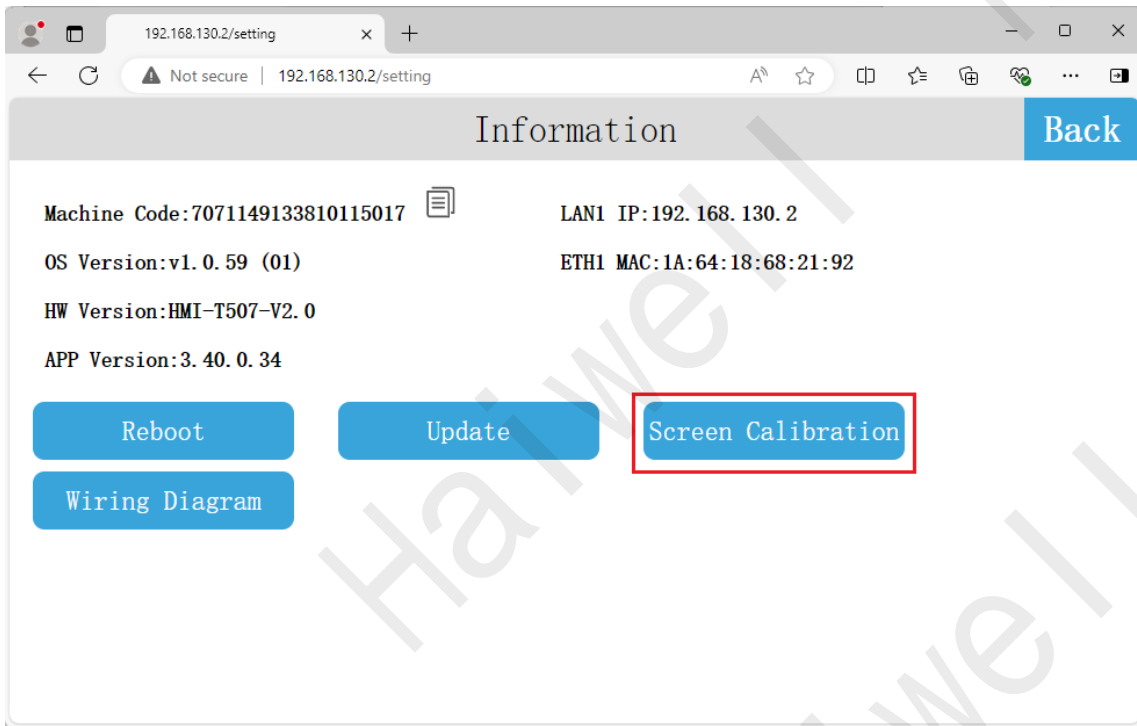 192.168.130.2/setting
Not secure | 192.168.130.2/setting
Information
Back
Machine Code:7071149133810115017
LAN1 IP:192.168.130.2
OS Version:v1.0.59 (01)
ETH1 MAC:1A:64:18:68:21:92
HW Version:HMI-T507-V2.0
APP Version:3.40.0.34
Reboot
Update
Screen Calibration
Wiring Diagram
Haiwell